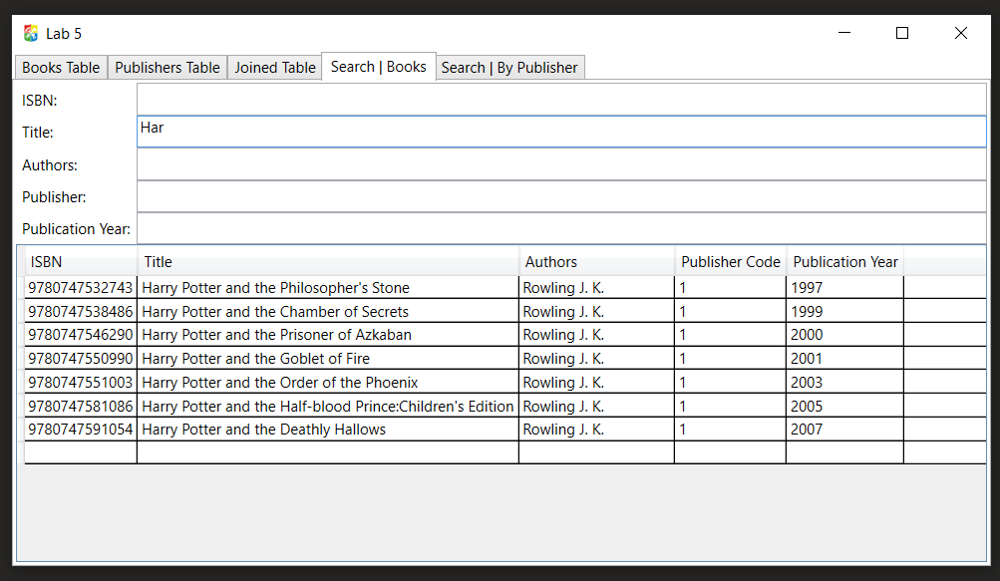 Lab 5
Books Table Publishers Table Joined Table Search | Books Search | By Publisher
ISBN:
Title: Har
Authors:
Publisher:
Publication Year:
ISBN Title Authors Publisher Code Publication Year
9780747532743 Harry Potter and the Philosopher's Stone Rowling J. K. 1 1997
9780747538486 Harry Potter and the Chamber of Secrets Rowling J. K. 1 1999
9780747546290 Harry Potter and the Prisoner of Azkaban Rowling J. K. 1 2000
9780747550990 Harry Potter and the Goblet of Fire Rowling J. K. 1 2001
9780747551003 Harry Potter and the Order of the Phoenix Rowling J. K. 1 2003
9780747581086 Harry Potter and the Half-blood Prince:Children's Edition Rowling J. K. 1 2005
9780747591054 Harry Potter and the Deathly Hallows Rowling J. K. 1 2007